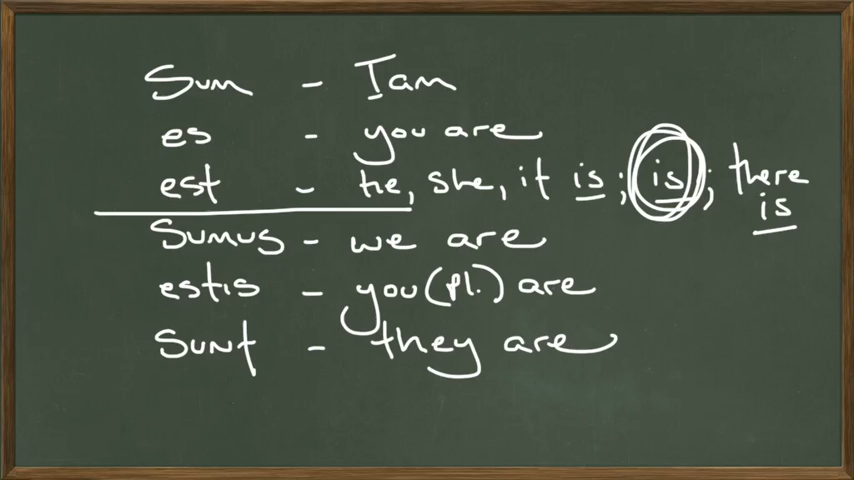 Sum - I am
es - you are
est - he, she, it is; is; there is
Sumus - we are
estis - you (pl.) are
Sunt - they are